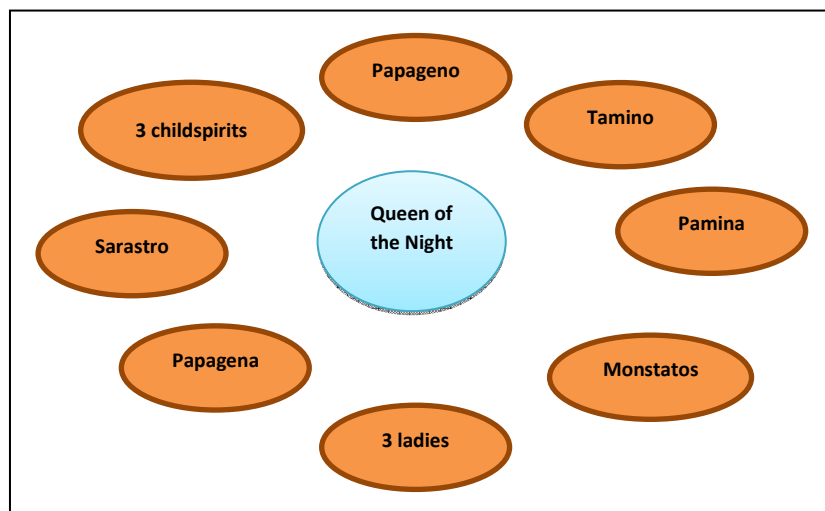 Papageno
3 childspirits
Tamino
Queen of
the Night
Pamina
Sarastro
Papagena
Monstatos
3 ladies